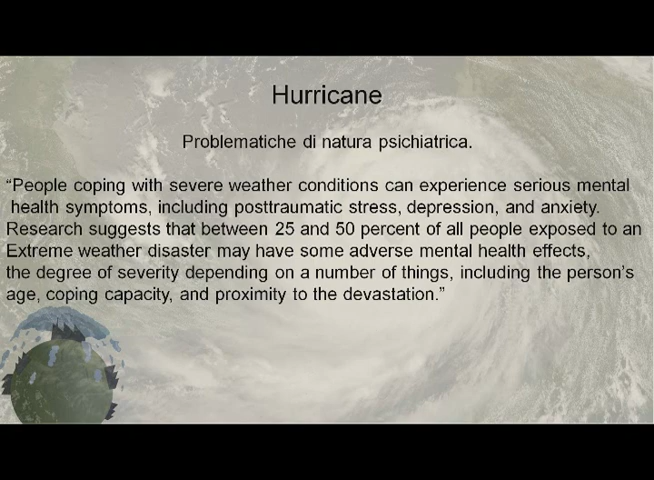 Hurricane
Problematiche di natura psichiatrica.
“People coping with severe weather conditions can experience serious mental
health symptoms, including posttraumatic stress, depression, and anxiety.
Research suggests that between 25 and 50 percent of all people exposed to an
Extreme weather disaster may have some adverse mental health effects,
the degree of severity depending on a number of things, including the person’s
age, coping capacity, and proximity to the devastation.”